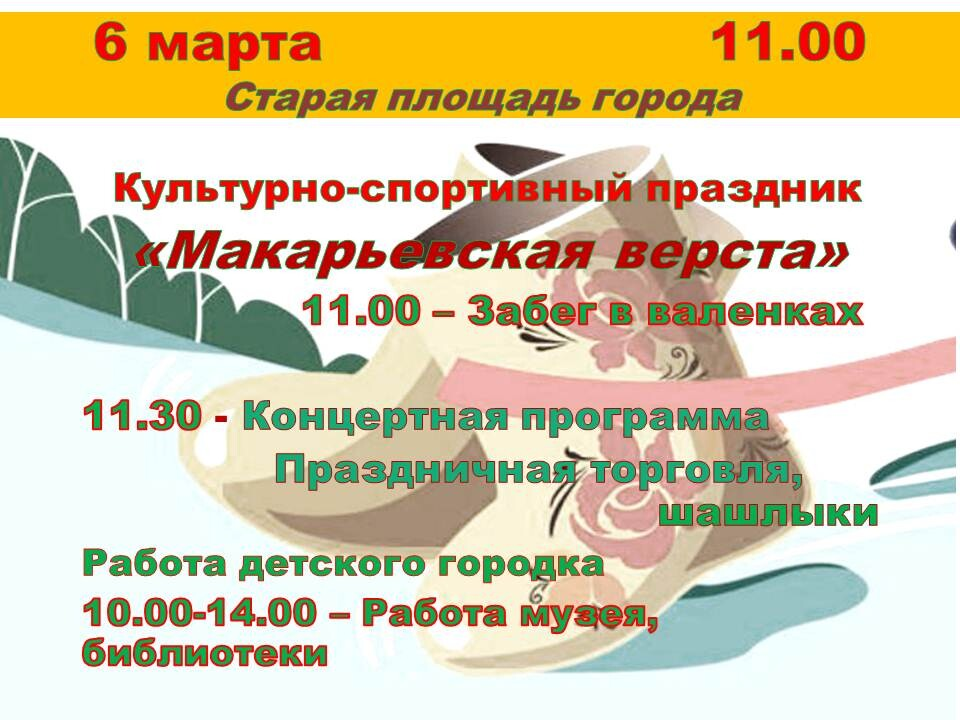 6 марта 11.00
Старая площадь города
Культурно-спортивный праздник
«Макарьевская верста»
11.00 – Забег в валенках
11.30 - Концертная программа
Праздничная торговля,
шашлыки
Работа детского городка
10.00-14.00 – Работа музея,
библиотеки